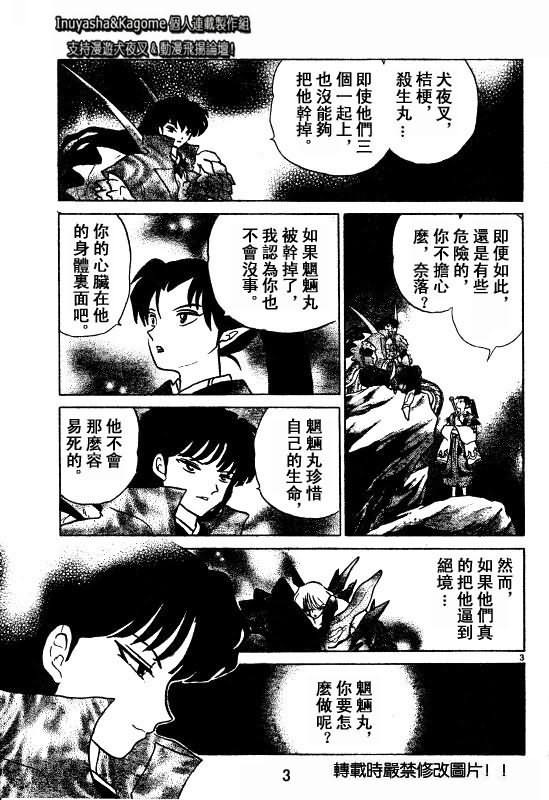 Inuyasha&Kagome 個人連載製作組
支持漫遊犬夜叉&動漫飛揚論壇!
犬夜叉,
桔梗,
殺生丸…
即使他們三
個一起上,
也沒能夠
把他幹掉。
即便如此,
還是有些
危險的,
你不擔心
麼,奈落?
如果魍魎丸
被幹掉了,
我認為你也
不會沒事。
你的心臟在他
的身體裏面吧。
魍魎丸珍惜
自己的生命,
他不會
那麼容
易死的。
然而,
如果他們真
的把他逼到
絕境…
3
魍魎丸,
你要怎
麼做呢?
3
轉載時嚴禁修改圖片!!